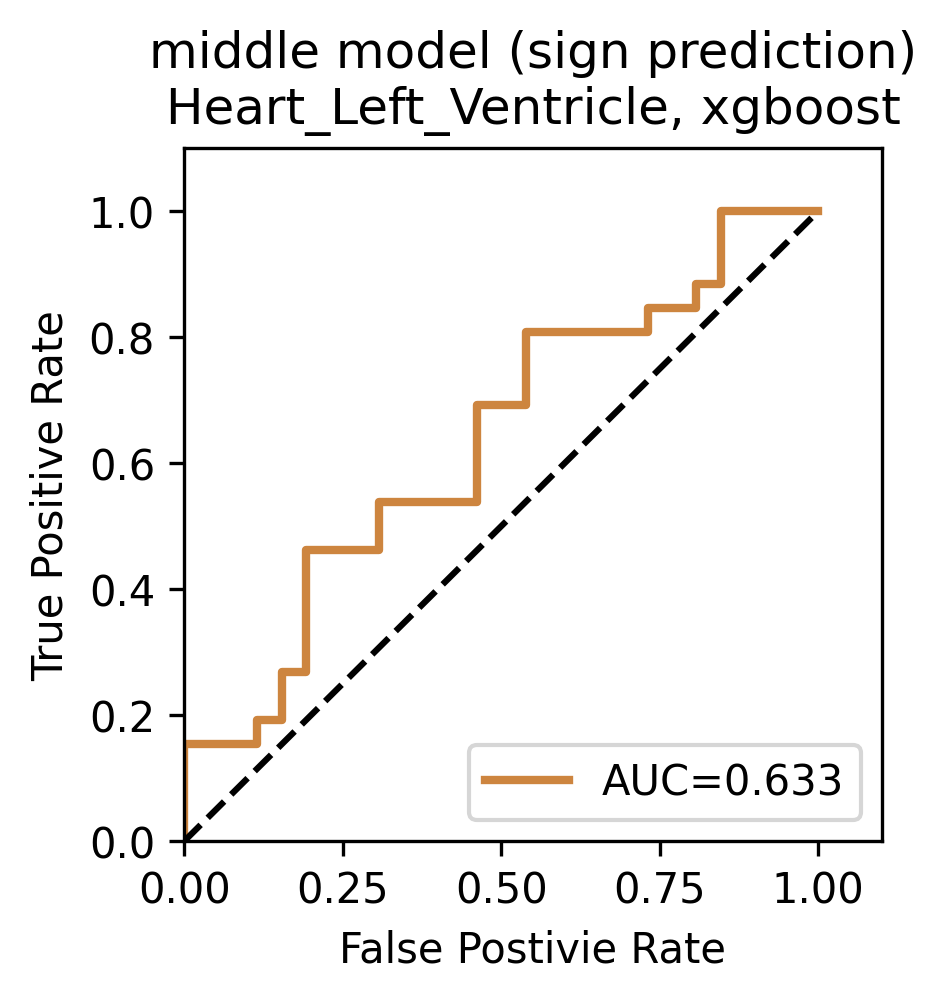 middle model (sign prediction)
Heart_Left_Ventricle, xgboost
1.0
0.8
0.6
0.4
0.2
0.0
True Positive Rate
AUC=0.633
0.00 0.25 0.50 0.75 1.00
False Postivie Rate